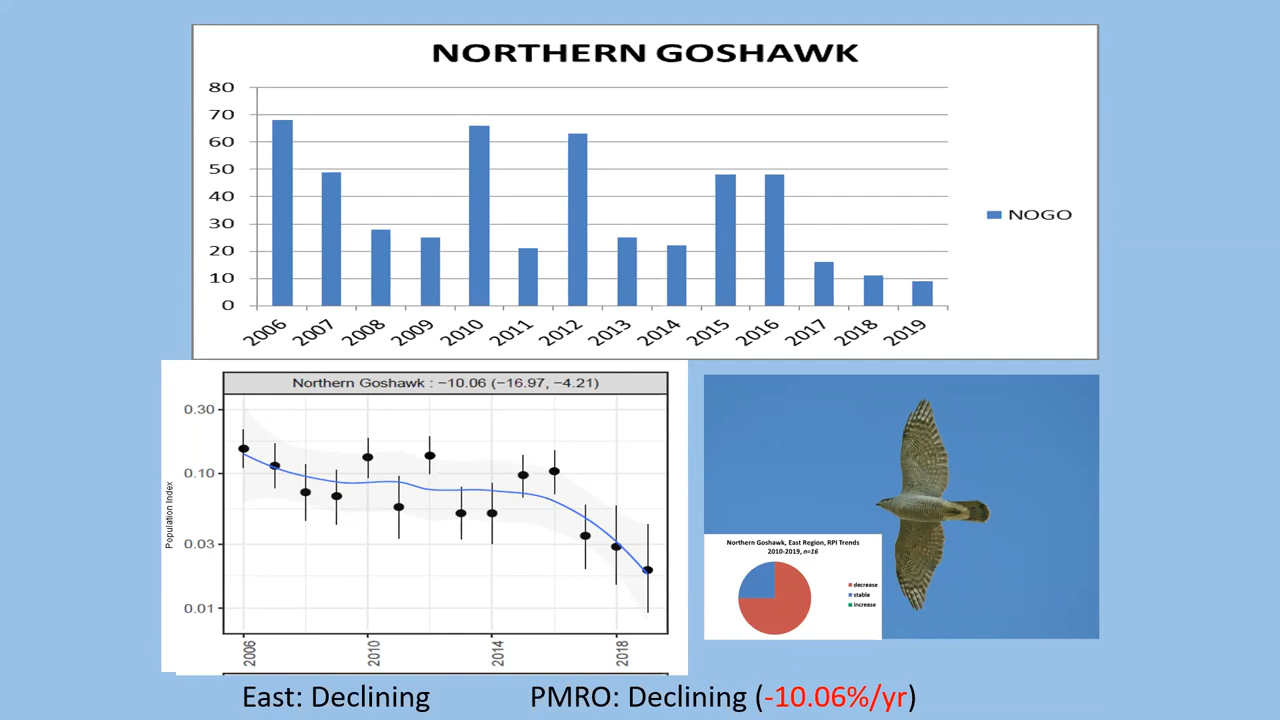 NORTHERN GOSHAWK
80
70
60
50
40
30
20
10
0
2006 2007 2008 2009 2010 2011 2012 2013 2014 2015 2016 2017 2018 2019
NOGO
Northern Goshawk : −10.06 (−16.97, −4.21)
Population Index
0.30
0.10
0.03
0.01
2006 2010 2014 2018
Northern Goshawk, East Region, RPI Trends
2010-2019, n=16
decrease
stable
increase
East: Declining
PMRO: Declining (-10.06%/yr)